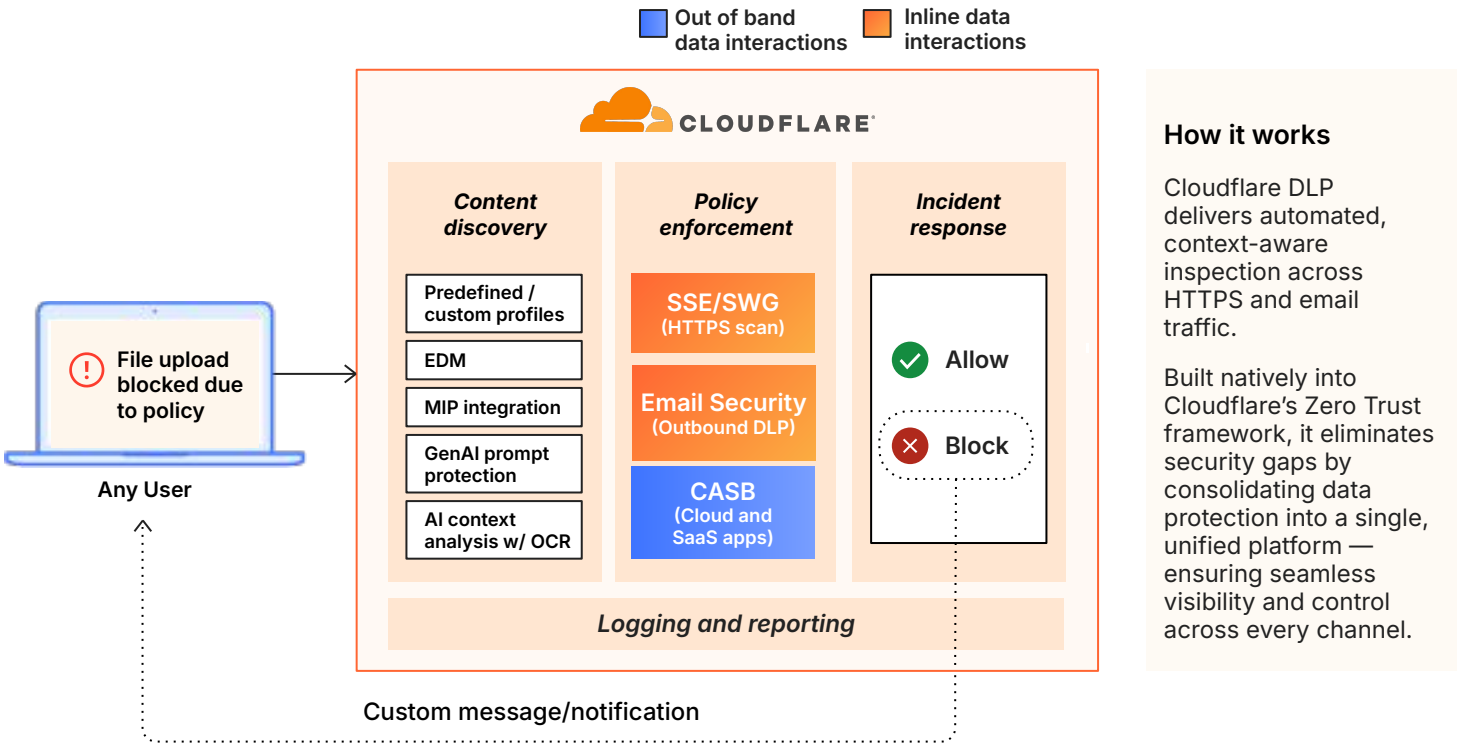 Out of band
data interactions
Inline data
interactions
CLOUDFLARE
Content
discovery
Predefined /
custom profiles
EDM
MIP integration
GenAI prompt
protection
AI context
analysis w/ OCR
Policy
enforcement
SSE/SWG
(HTTPS scan)
Email Security
(Outbound DLP)
CASB
(Cloud and
SaaS apps)
Incident
response
Allow
Block
Logging and reporting
File upload
blocked due
to policy
Any User
Custom message/notification
How it works
Cloudflare DLP
delivers automated,
context-aware
inspection across
HTTPS and email
traffic.
Built natively into
Cloudflare’s Zero Trust
framework, it eliminates
security gaps by
consolidating data
protection into a single,
unified platform —
ensuring seamless
visibility and control
across every channel.